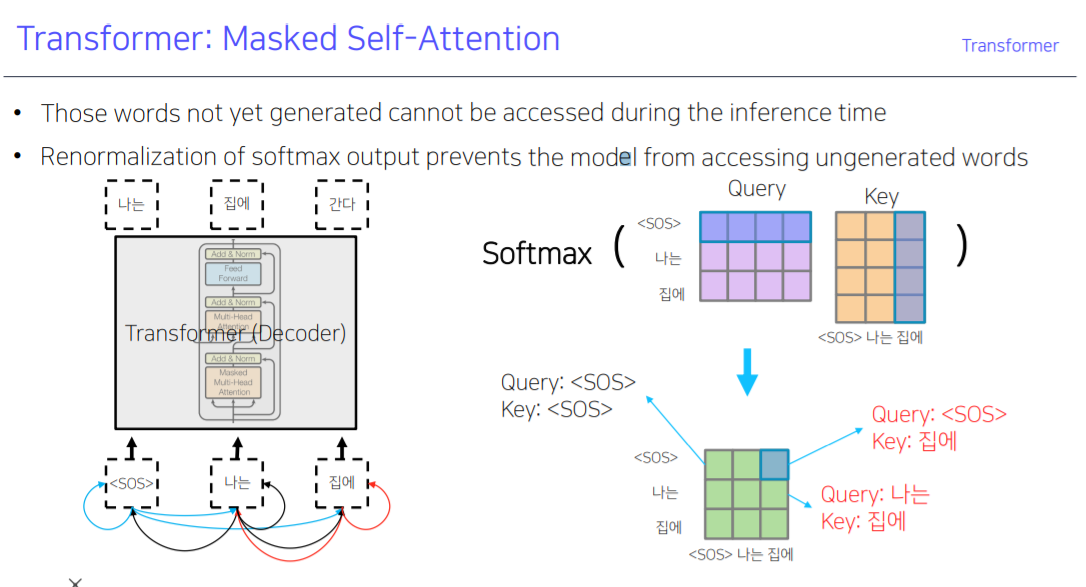 Transformer: Masked Self-Attention
Transformer
• Those words not yet generated cannot be accessed during the inference time
• Renormalization of softmax output prevents the model from accessing ungenerated words
나는 집에 간다
Add & Norm
Feed
Forward
Add & Norm
Multi-Head
Attention
Transformer (Decoder)
Add & Norm
Masked
Multi-Head
Attention
<SOS> 나는 집에
Query
Key
Softmax ( )
<SOS>
나는
집에
<SOS> 나는 집에
Query: <SOS>
Key: <SOS>
Query: <SOS>
Key: 집에
<SOS>
나는
집에
Query: 나는
Key: 집에
<SOS> 나는 집에